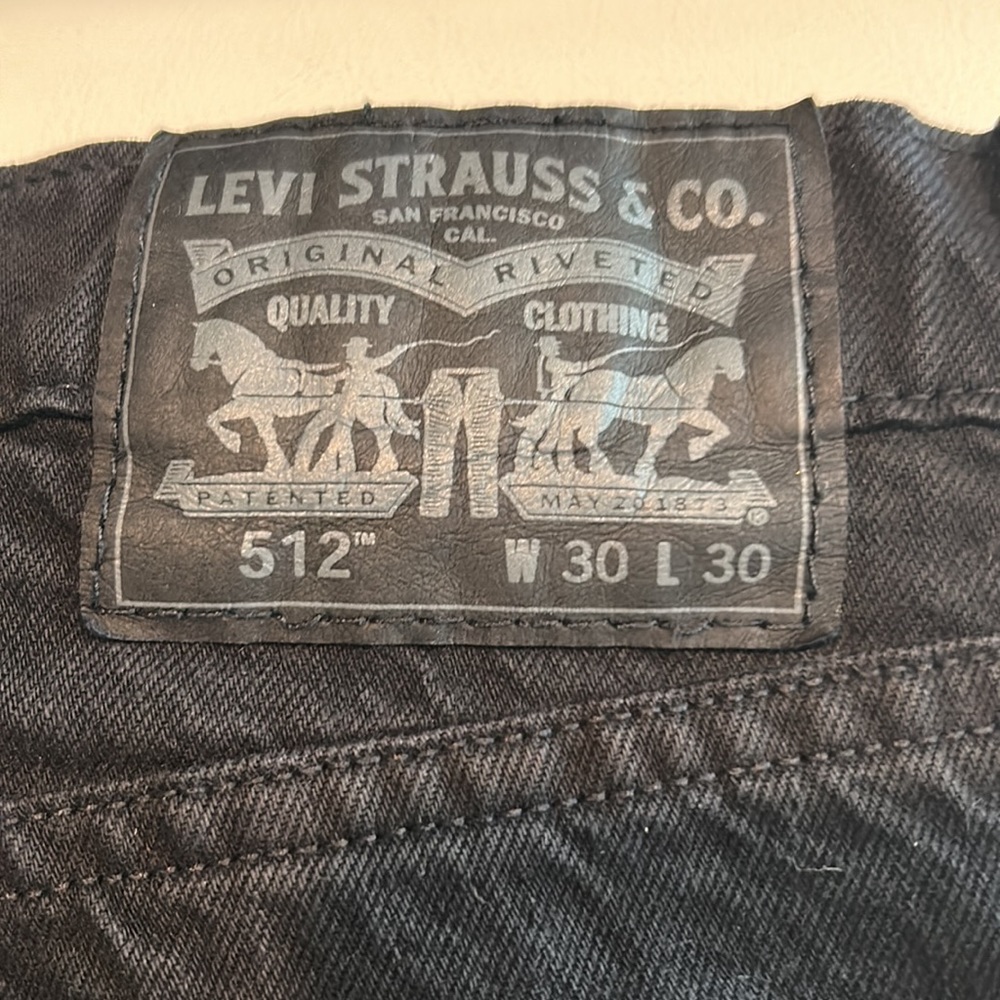 LEVI STRAUSS & CO.
SAN FRANCISCO
CAL.
ORIGINAL RIVETED
QUALITY CLOTHING
PATENTED MAY 20 1873
®
512™ W 30 L 30